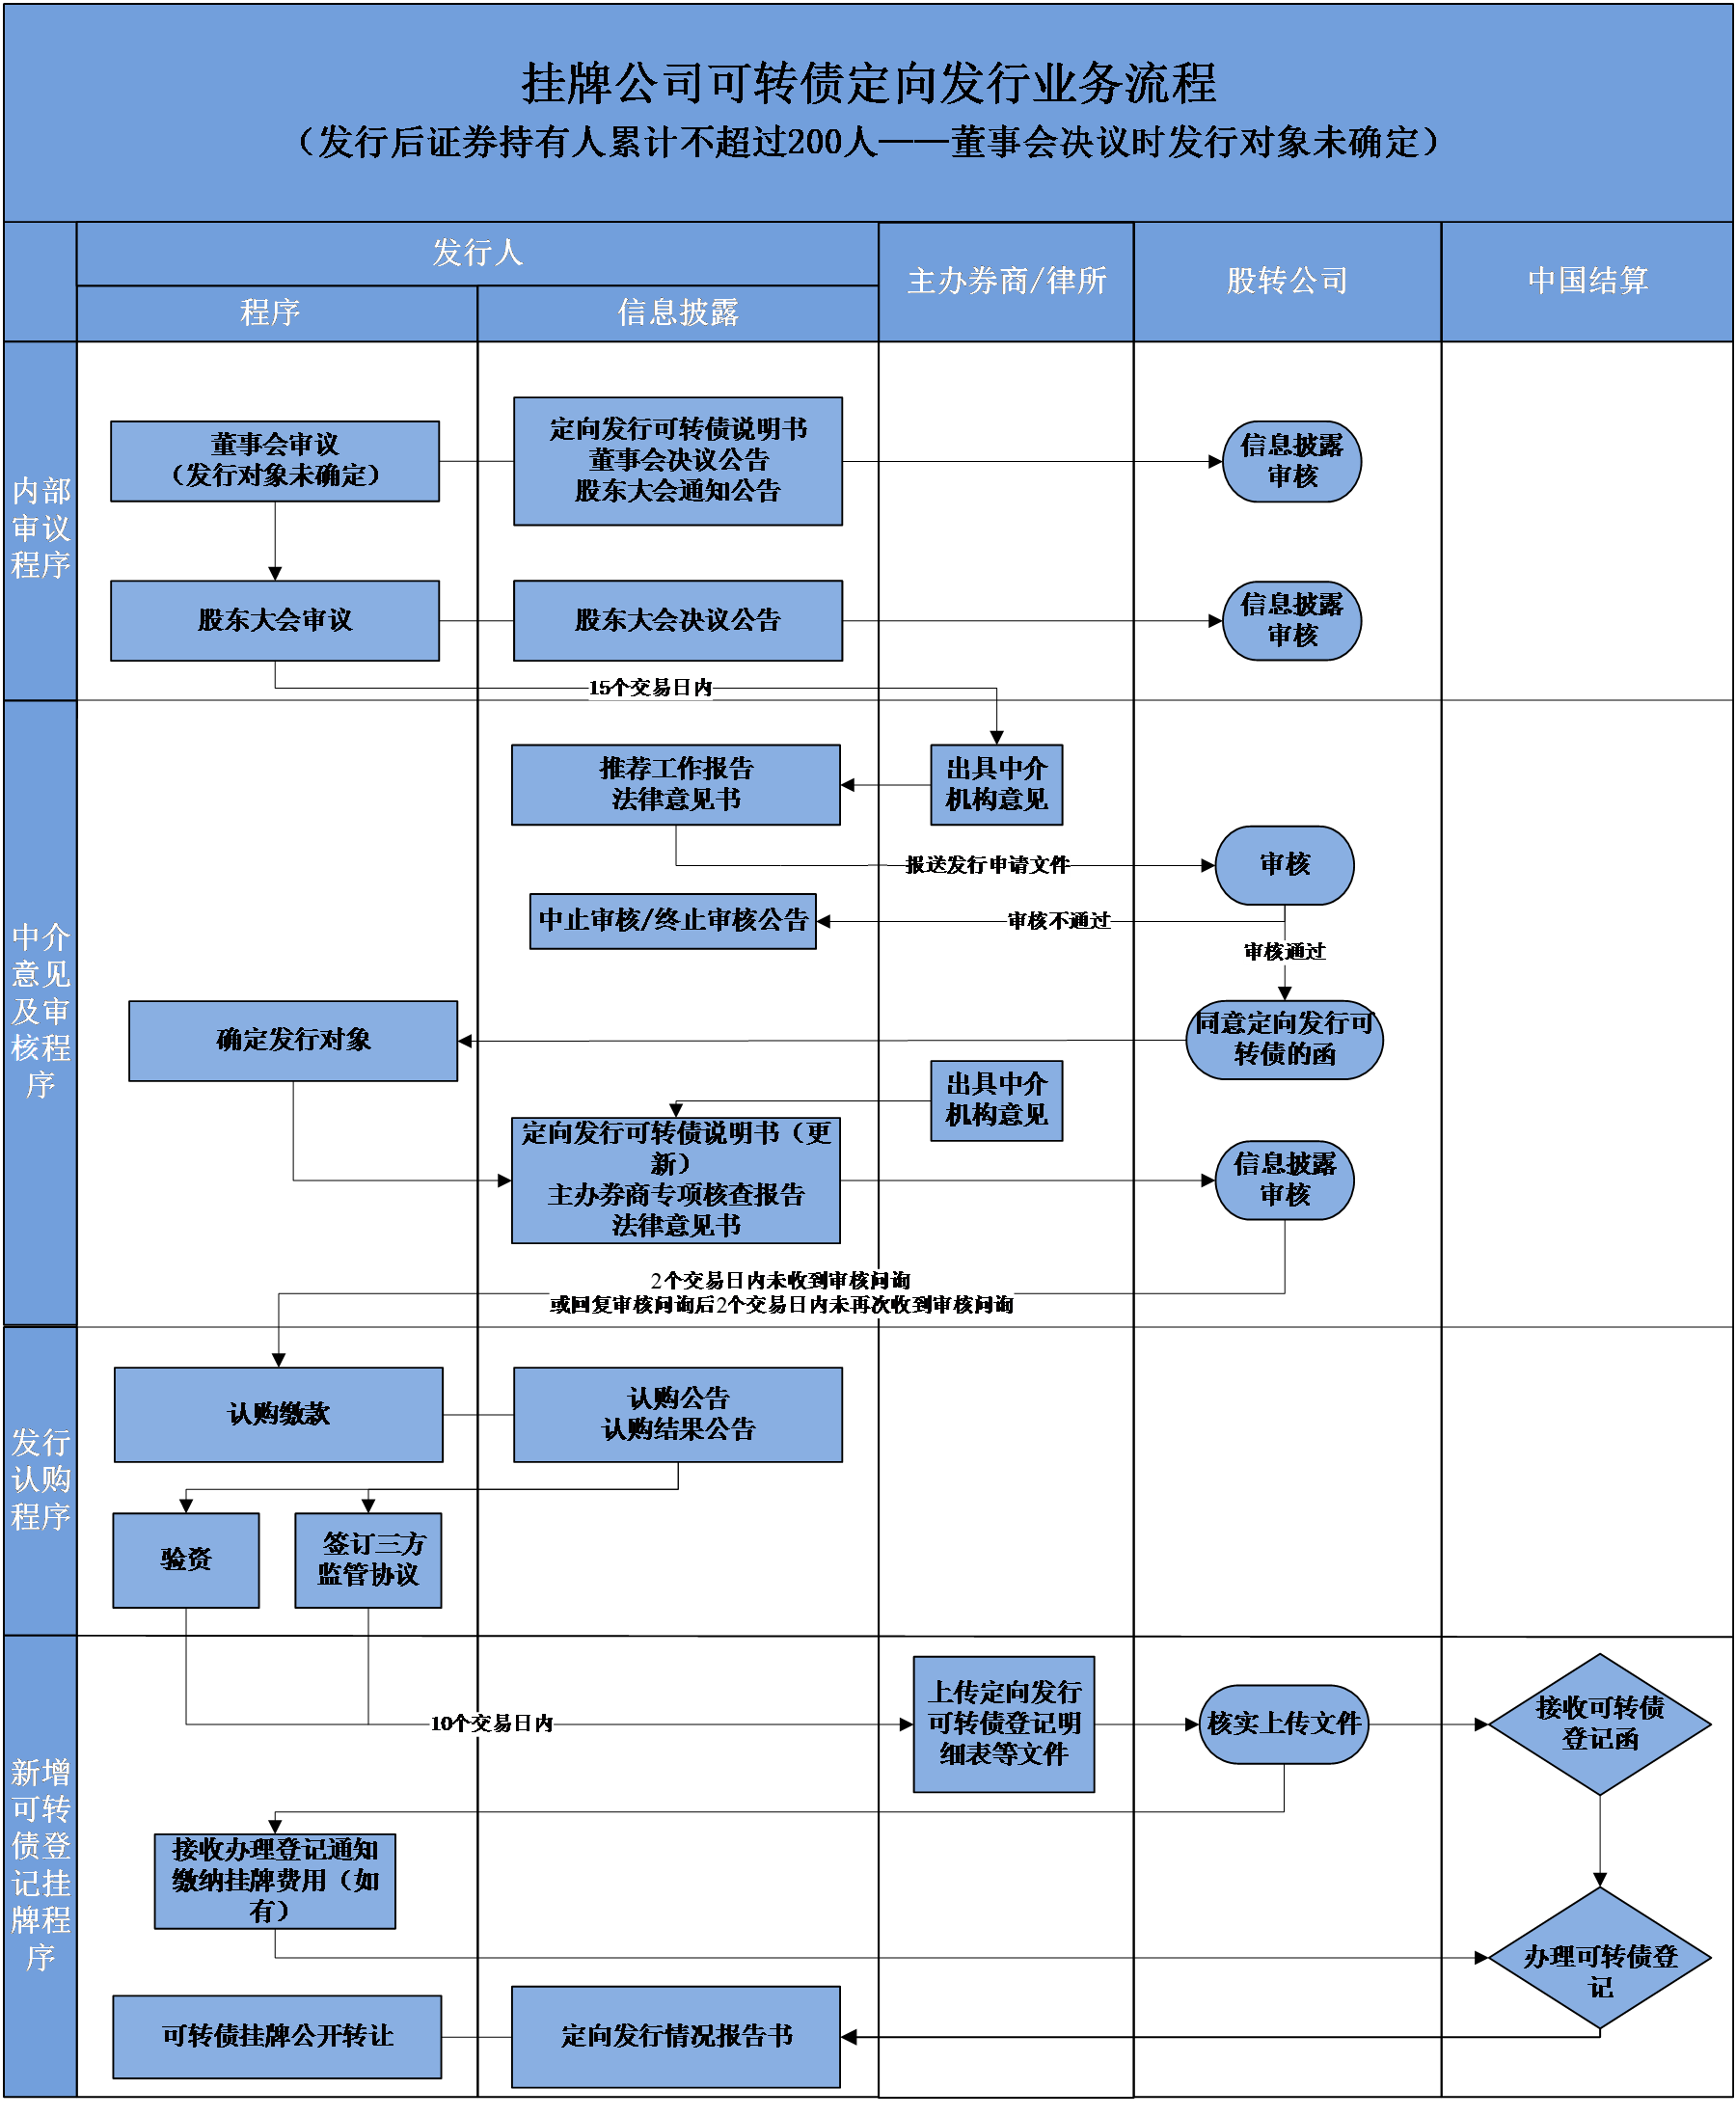 挂牌公司可转债定向发行业务流程
（发行后证券持有人累计不超过200人——董事会决议时发行对象未确定）
发行人
主办券商/律所
股转公司
中国结算
程序
信息披露
内部
审议
程序
董事会审议
（发行对象未确定）
定向发行可转债说明书
董事会决议公告
股东大会通知公告
信息披露
审核
股东大会审议
股东大会决议公告
信息披露
审核
15个交易日内
中介
意见
及审
核程
序
推荐工作报告
法律意见书
出具中介
机构意见
报送发行申请文件
审核
中止审核/终止审核公告
审核不通过
审核通过
确定发行对象
同意定向发行可
转债的函
出具中介
机构意见
定向发行可转债说明书（更
新）
主办券商专项核查报告
法律意见书
信息披露
审核
2个交易日内未收到审核问询
或回复审核问询后2个交易日内未再次收到审核问询
发行
认购
程序
认购缴款
认购公告
认购结果公告
验资
签订三方
监管协议
新增
可转
债登
记挂
牌程
序
10个交易日内
上传定向发行
可转债登记明
细表等文件
核实上传文件
接收可转债
登记函
接收办理登记通知
缴纳挂牌费用（如
有）
办理可转债登
记
可转债挂牌公开转让
定向发行情况报告书